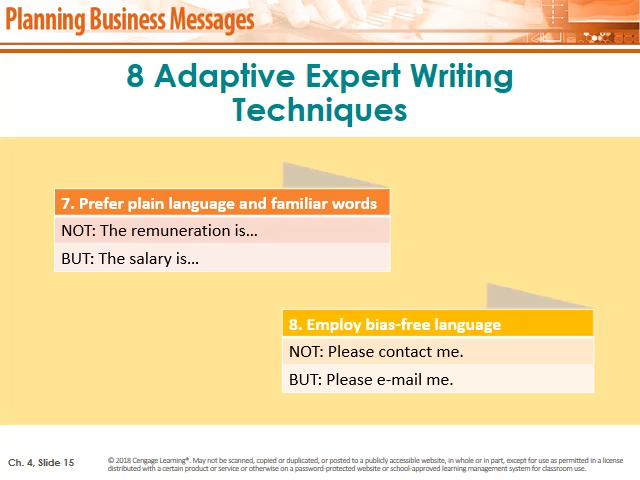 Planning Business Messages
8 Adaptive Expert Writing
Techniques
7. Prefer plain language and familiar words
NOT: The remuneration is…
BUT: The salary is…
8. Employ bias-free language
NOT: Please contact me.
BUT: Please e-mail me.
Ch. 4, Slide 15
© 2018 Cengage Learning®. May not be scanned, copied or duplicated, or posted to a publicly accessible website, in whole or in part, except for use as permitted in a license
distributed with a certain product or service or otherwise on a password-protected website or school-approved learning management system for classroom use.